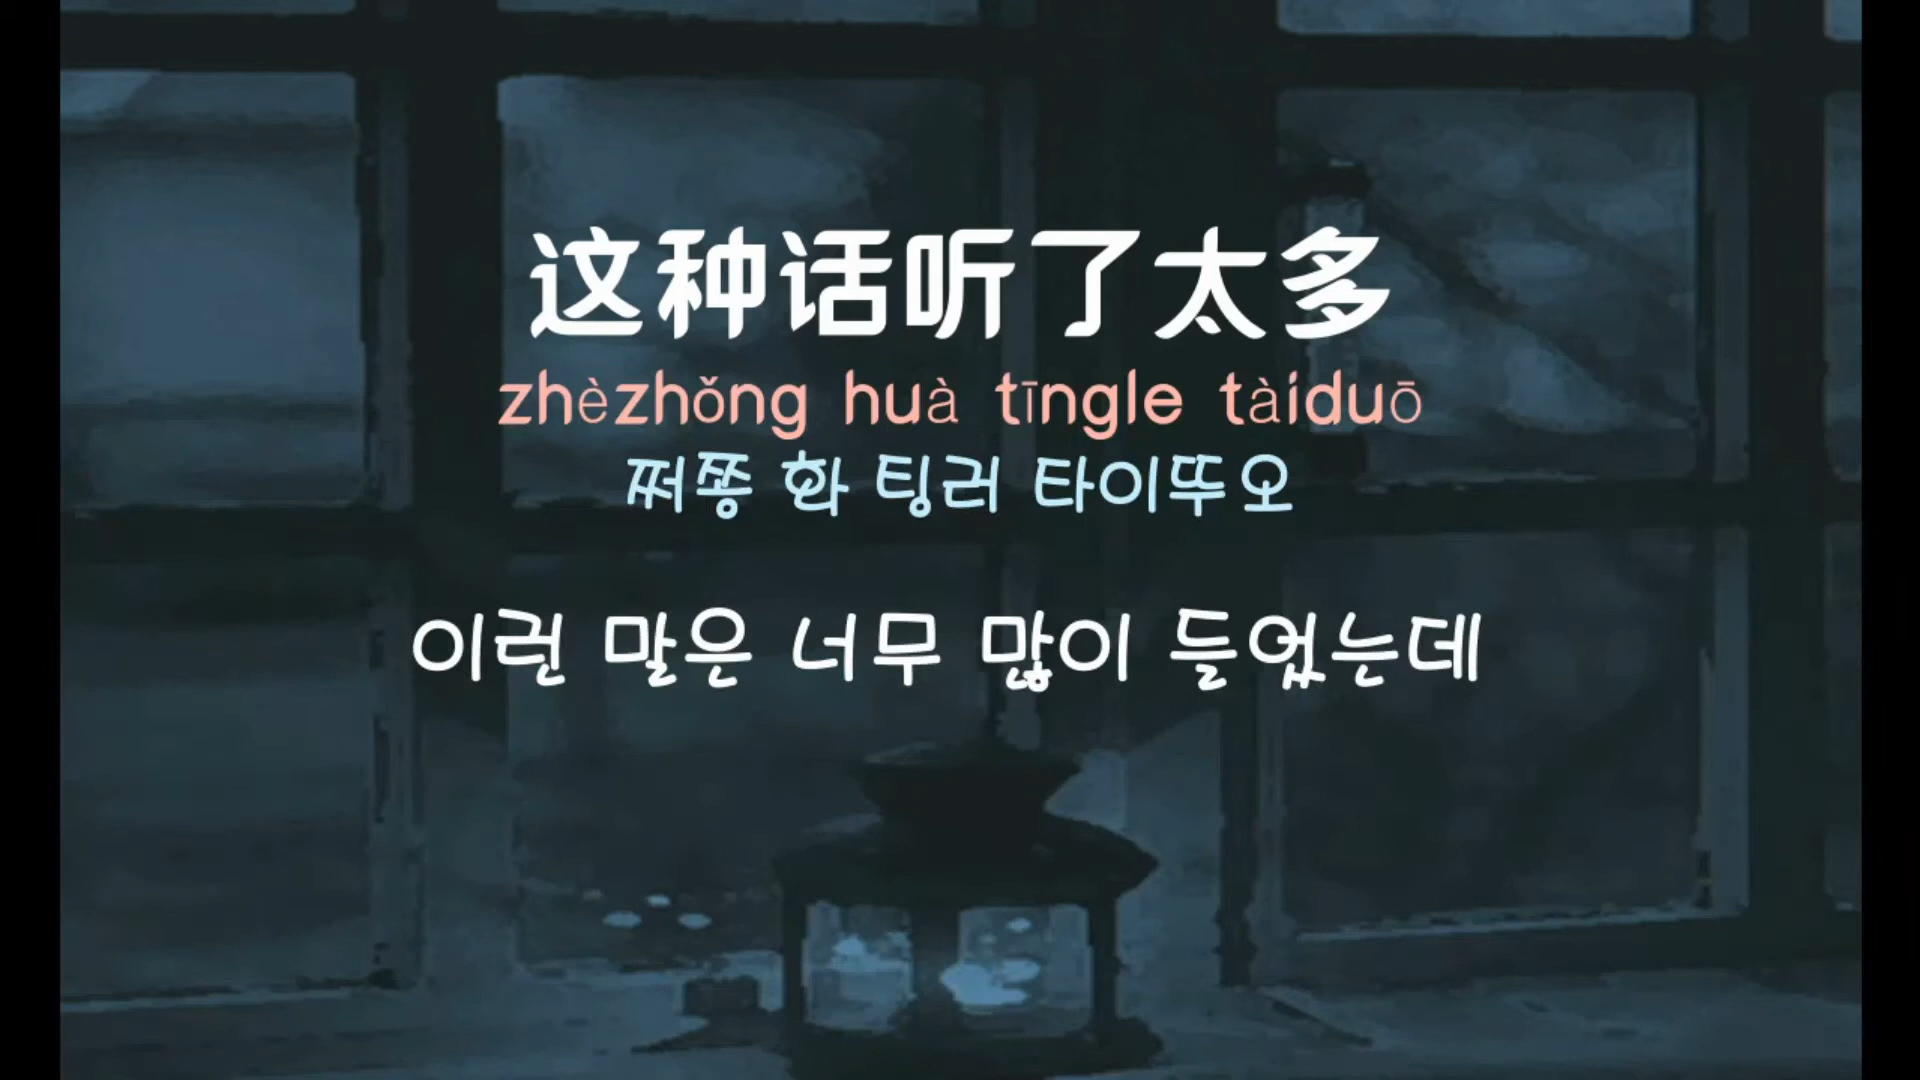 这种话听了太多
zhèzhǒng huà tīngle tàiduō
쩌쫑 화 팅러 타이뚜오
이런 말은 너무 많이 들었는데